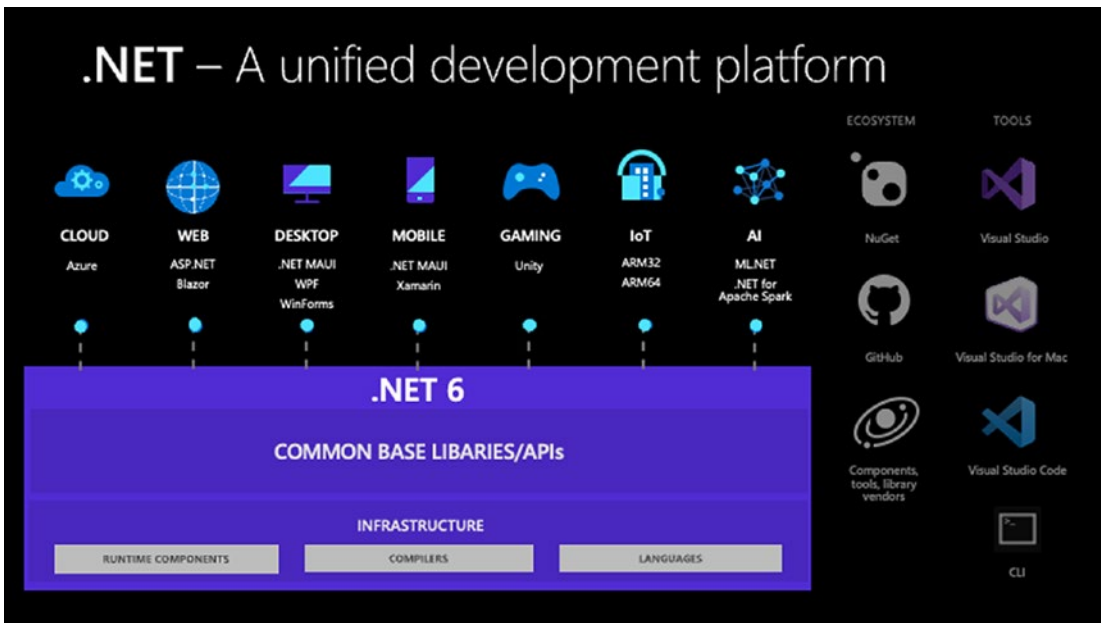 .NET – A unified development platform
ECOSYSTEM
TOOLS
CLOUD
Azure
WEB
ASP.NET
Blazor
DESKTOP
.NET MAUI
WPF
WinForms
MOBILE
.NET MAUI
Xamarin
GAMING
Unity
IoT
ARM32
ARM64
AI
ML.NET
.NET for
Apache Spark
NuGet
GitHub
Components,
tools, library
vendors
Visual Studio
Visual Studio for Mac
Visual Studio Code
>_
CLI
.NET 6
COMMON BASE LIBARIES/APIs
INFRASTRUCTURE
RUNTIME COMPONENTS
COMPILERS
LANGUAGES